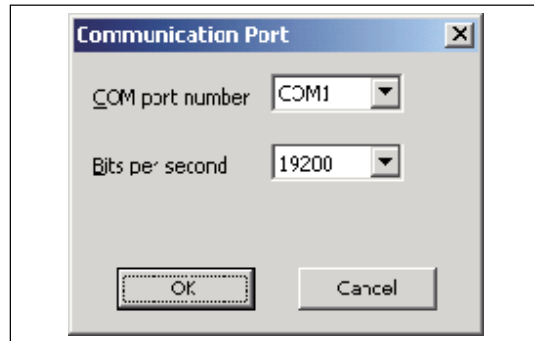 Communication Port
COM port number COM1
Bits per second 19200
OK Cancel